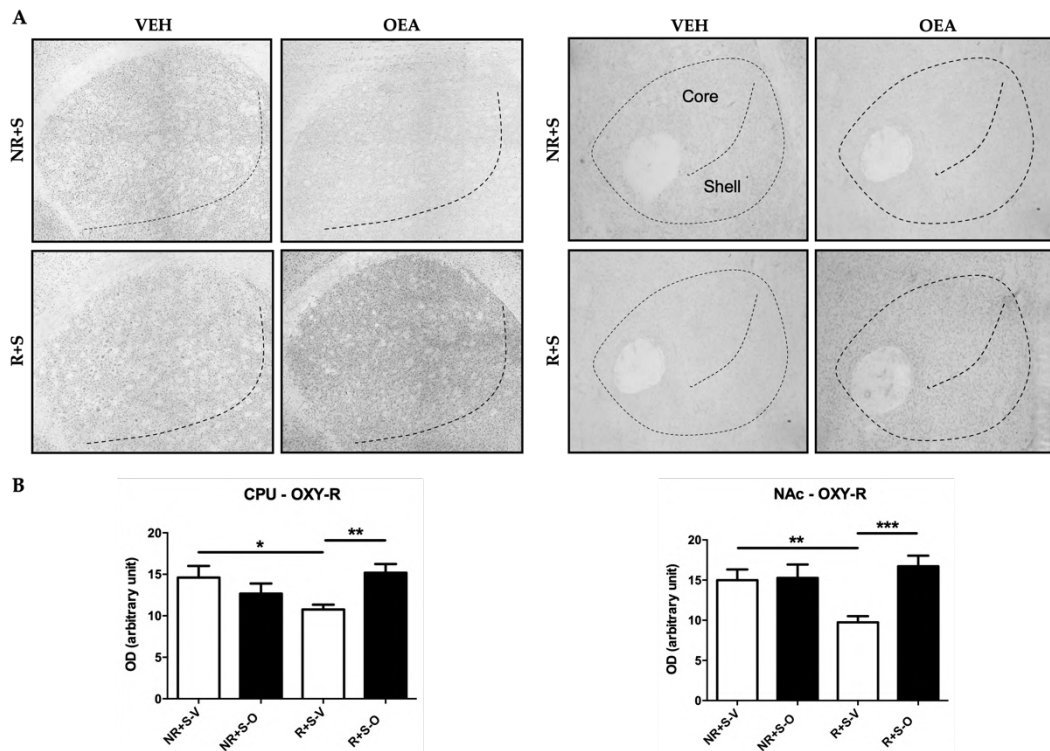 A
VEH
OEA
VEH
OEA
NR+S
Core
Shell
R+S
NR+S
R+S
B
CPU - OXY-R
OD (arbitrary unit)
20
15
10
5
0
*
**
NR+S-V
NR+S-O
R+S-V
R+S-O
NAc - OXY-R
OD (arbitrary unit)
20
15
10
5
0
**
***
NR+S-V
NR+S-O
R+S-V
R+S-O